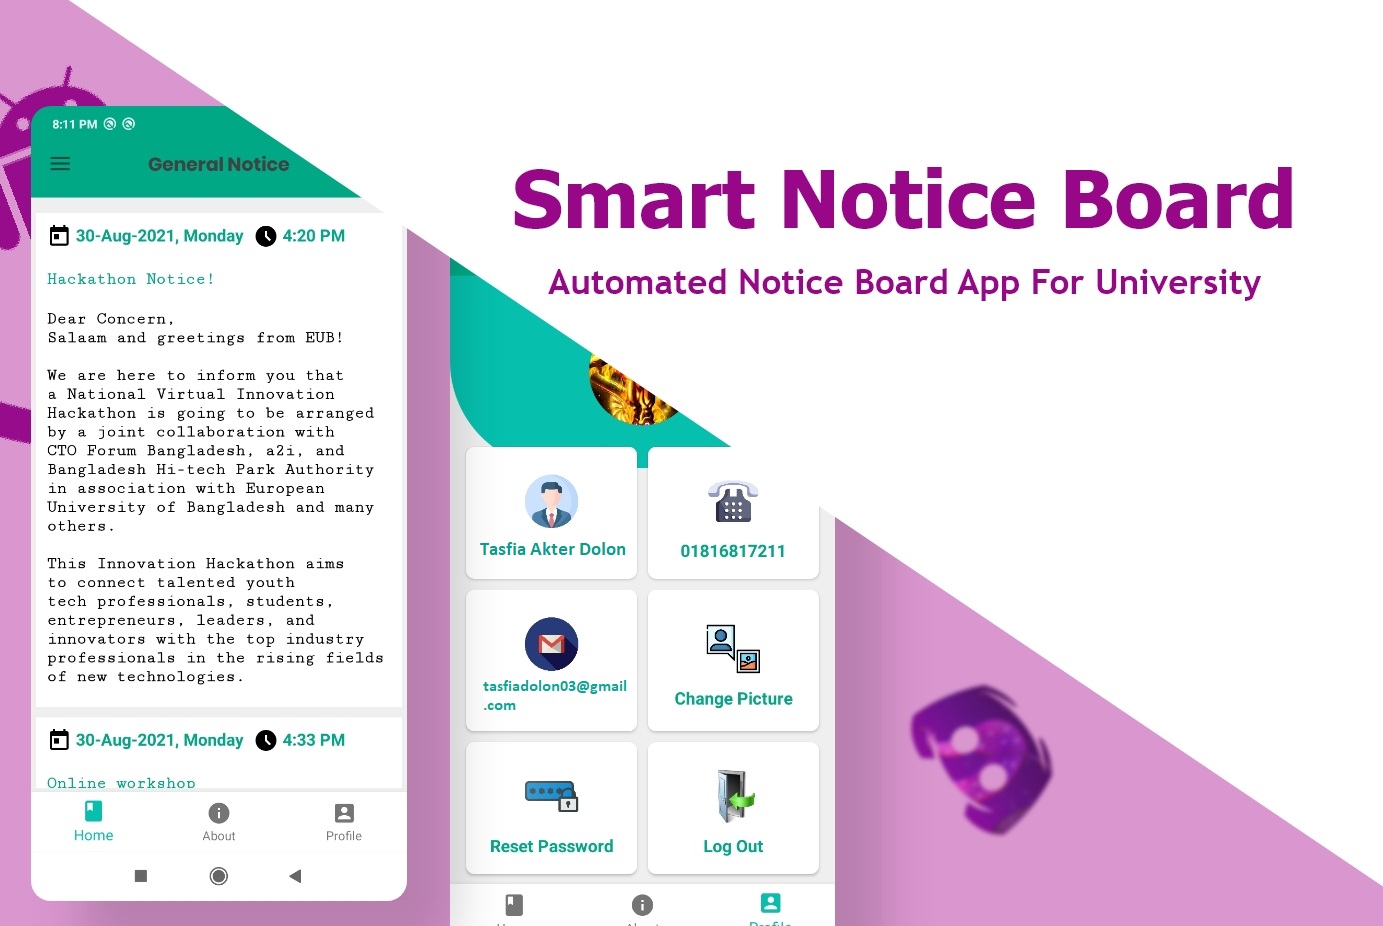 Smart Notice Board
Automated Notice Board App For University
8:11 PM
General Notice
30-Aug-2021, Monday 4:20 PM
Hackathon Notice!
Dear Concern,
Salaam and greetings from EUB!
We are here to inform you that
a National Virtual Innovation
Hackathon is going to be arranged
by a joint collaboration with
CTO Forum Bangladesh, a2i, and
Bangladesh Hi-tech Park Authority
in association with European
University of Bangladesh and many
others.
This Innovation Hackathon aims
to connect talented youth
tech professionals, students,
entrepreneurs, leaders, and
innovators with the top industry
professionals in the rising fields
of new technologies.
30-Aug-2021, Monday 4:33 PM
Online workshop
Home About Profile
Tasfia Akter Dolon
01816817211
tasfiadolon03@gmail
.com
Change Picture
Reset Password
Log Out
Profile